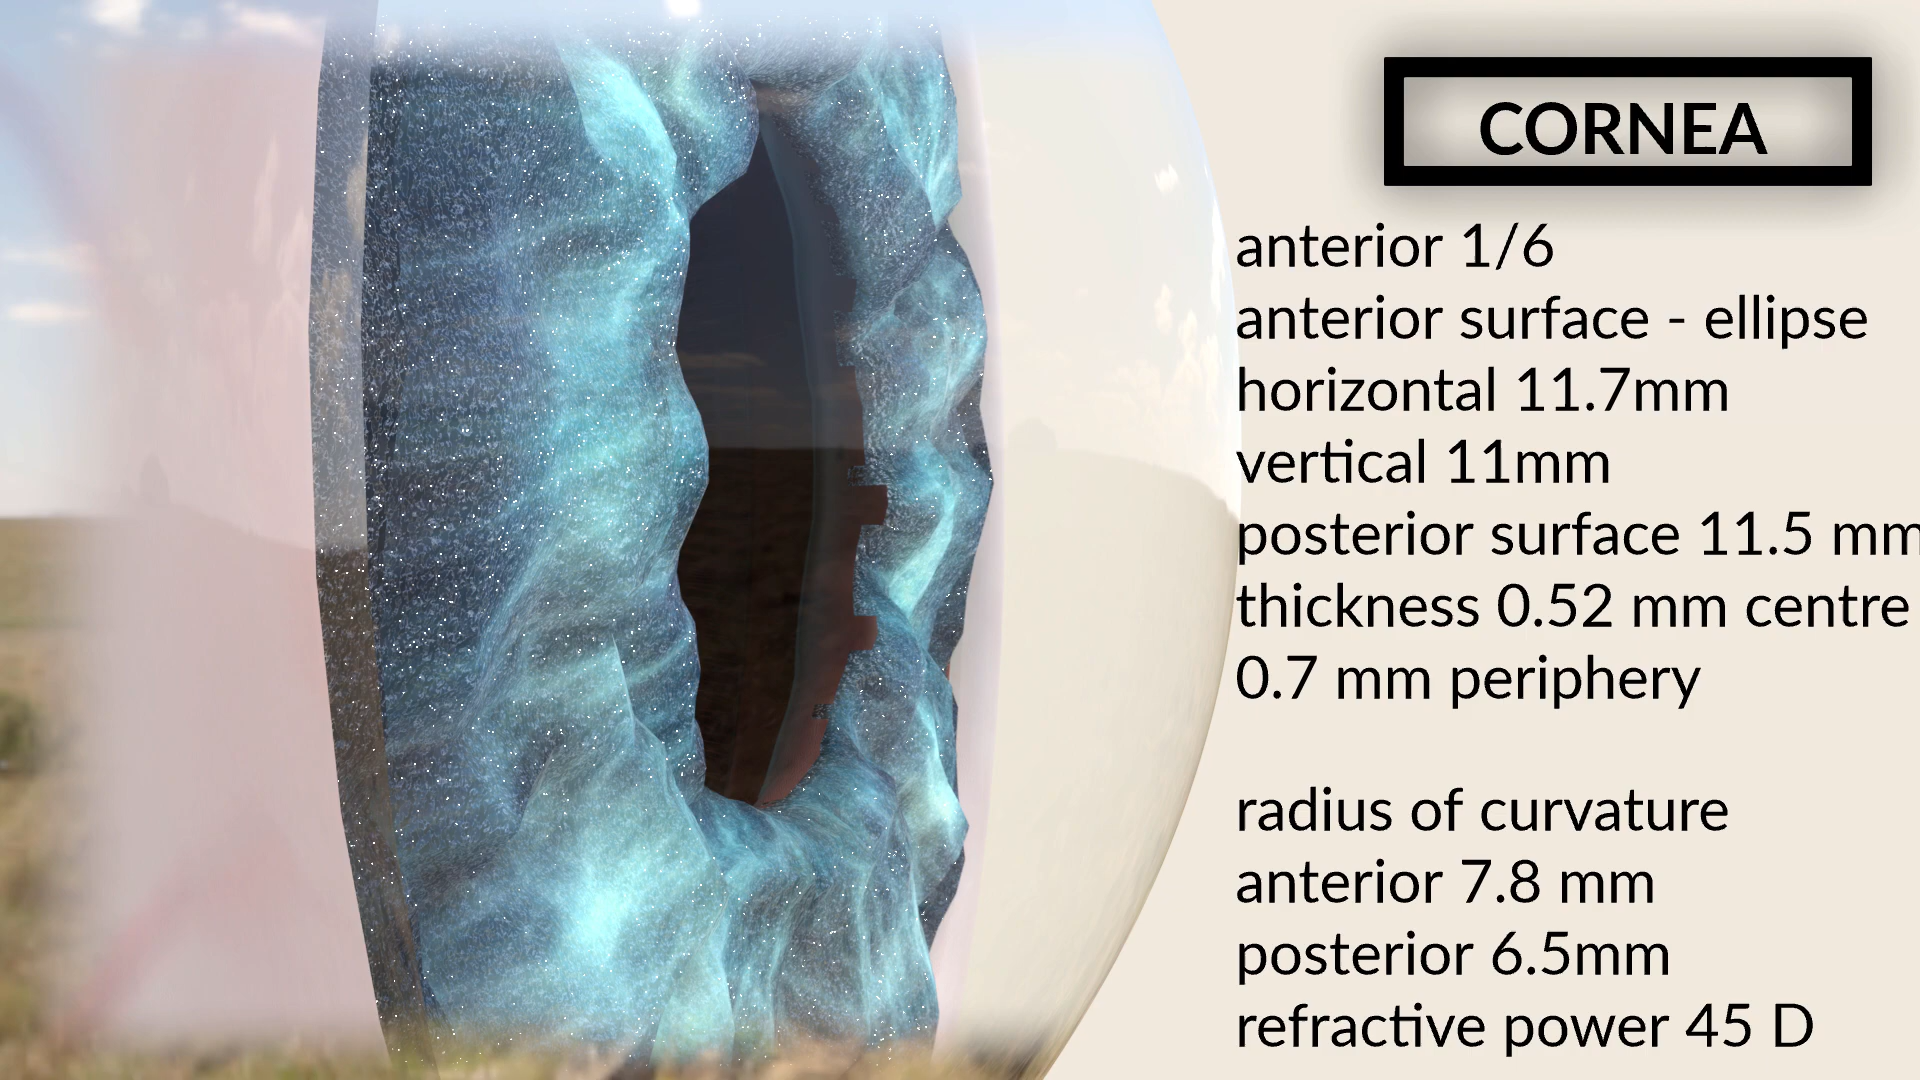 CORNEA
anterior 1/6
anterior surface - ellipse
horizontal 11.7mm
vertical 11mm
posterior surface 11.5 mm
thickness 0.52 mm centre
0.7 mm periphery
radius of curvature
anterior 7.8 mm
posterior 6.5mm
refractive power 45 D